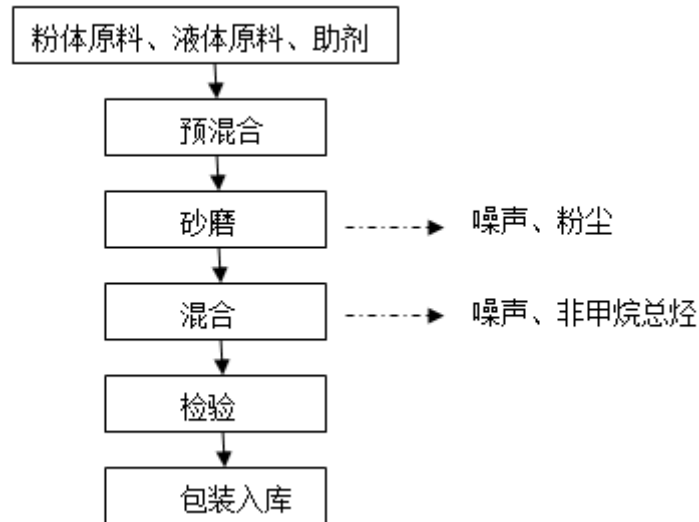 粉体原料、液体原料、助剂
预混合
砂磨
噪声、粉尘
混合
噪声、非甲烷总烃
检验
包装入库